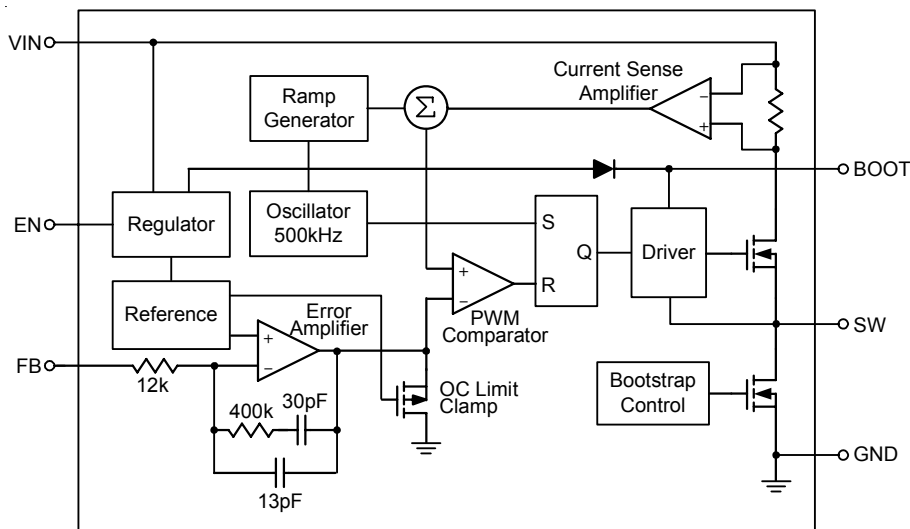 VIN
Current Sense
Amplifier
Ramp
Generator
Σ
−
+
BOOT
EN
Regulator
Oscillator
500kHz
S
Q
R
Driver
Reference
Error
Amplifier
+
−
PWM
Comparator
SW
+
−
FB
12k
OC Limit
Clamp
Bootstrap
Control
400k
30pF
13pF
GND